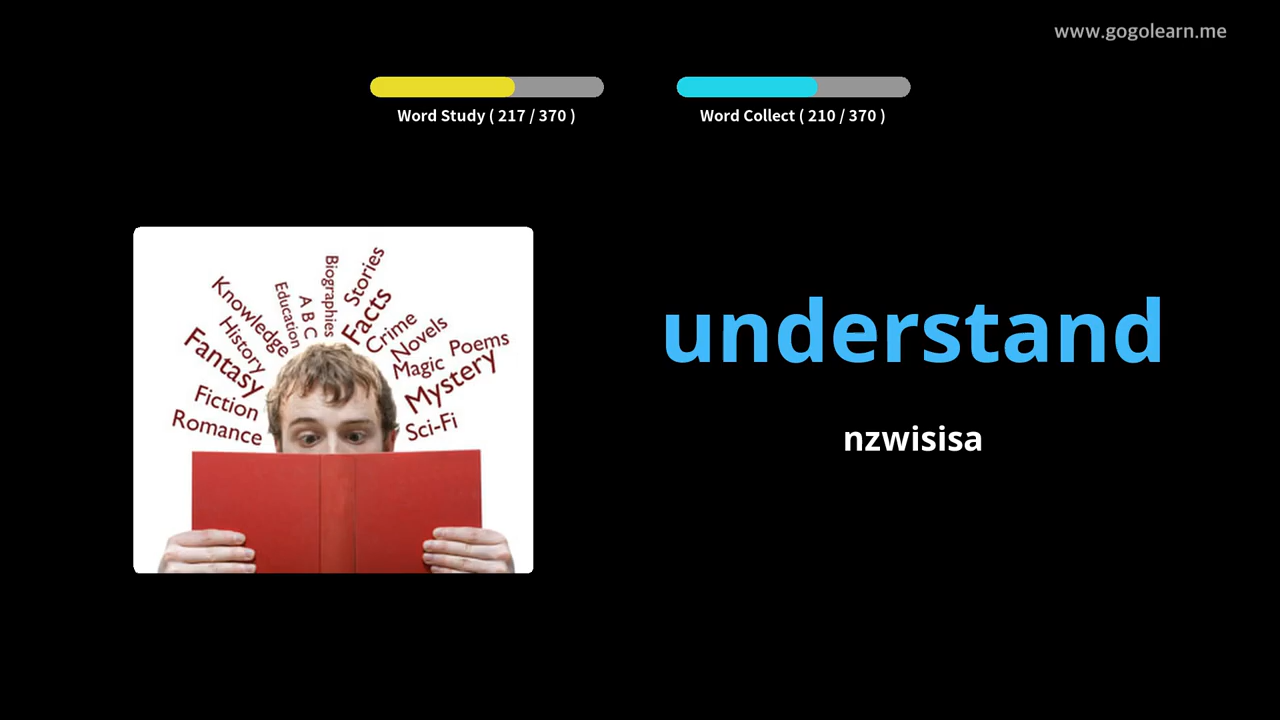 www.gogolearn.me
Word Study ( 217 / 370 )
Word Collect ( 210 / 370 )
understand
nzwisisa
Biographies
Stories
Education
A B C
Facts
Knowledge
Crime
History
Novels
Poems
Fantasy
Magic
Mystery
Fiction
Romance
Sci-Fi